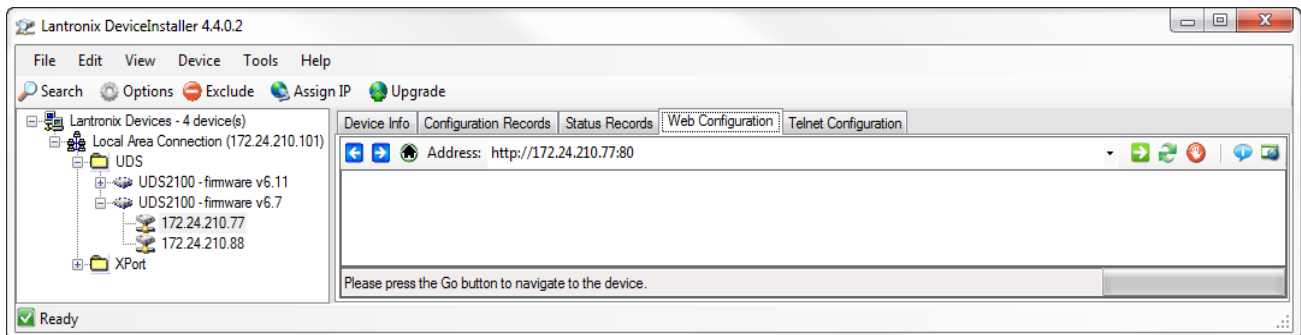 Lantronix DeviceInstaller 4.4.0.2
File Edit View Device Tools Help
Search Options Exclude Assign IP Upgrade
Lantronix Devices - 4 device(s)
Local Area Connection (172.24.210.101)
UDS
UDS2100 - firmware v6.11
UDS2100 - firmware v6.7
172.24.210.77
172.24.210.88
XPort
Device Info Configuration Records Status Records Web Configuration Telnet Configuration
Address: http://172.24.210.77:80
Please press the Go button to navigate to the device.
Ready